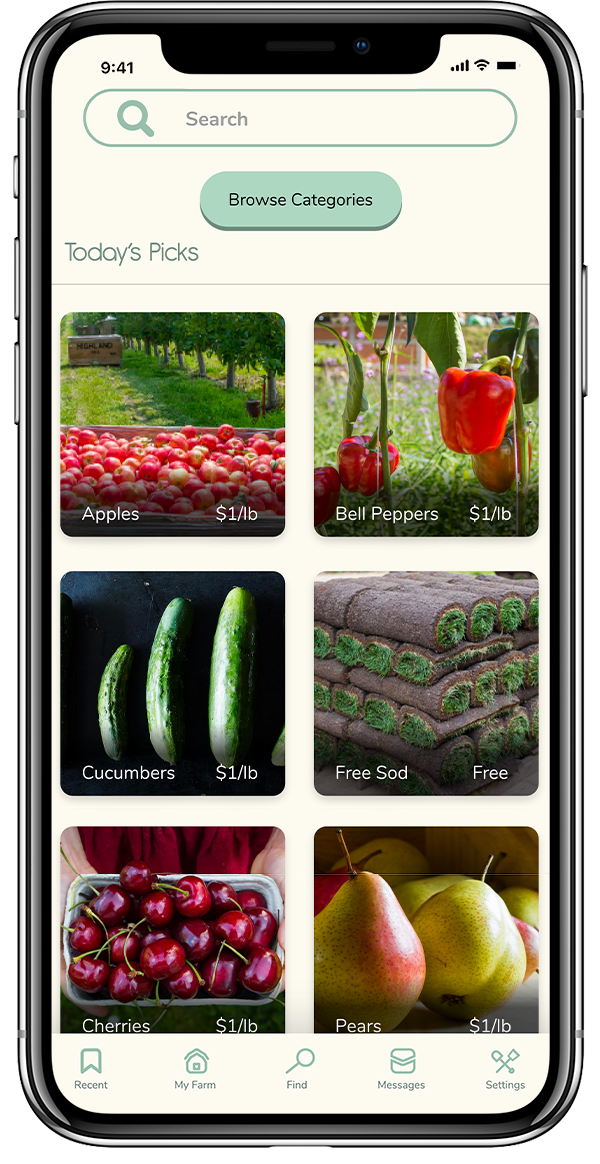 9:41
Search
Browse Categories
Today's Picks
HIGHLAND
Apples $1/lb
Bell Peppers $1/lb
Cucumbers $1/lb
Free Sod Free
Cherries $1/lb
Pears $1/lb
Recent My Farm Find Messages Settings